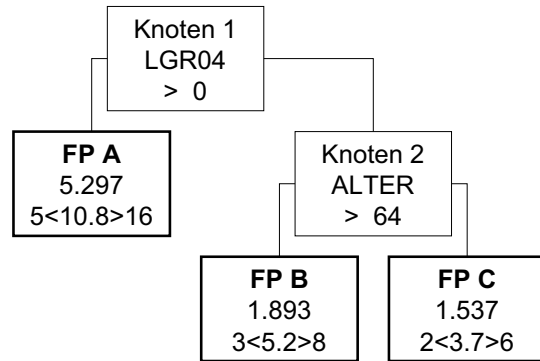 Knoten 1
LGR04
> 0
FP A
5.297
5<10.8>16
Knoten 2
ALTER
> 64
FP B
1.893
3<5.2>8
FP C
1.537
2<3.7>6